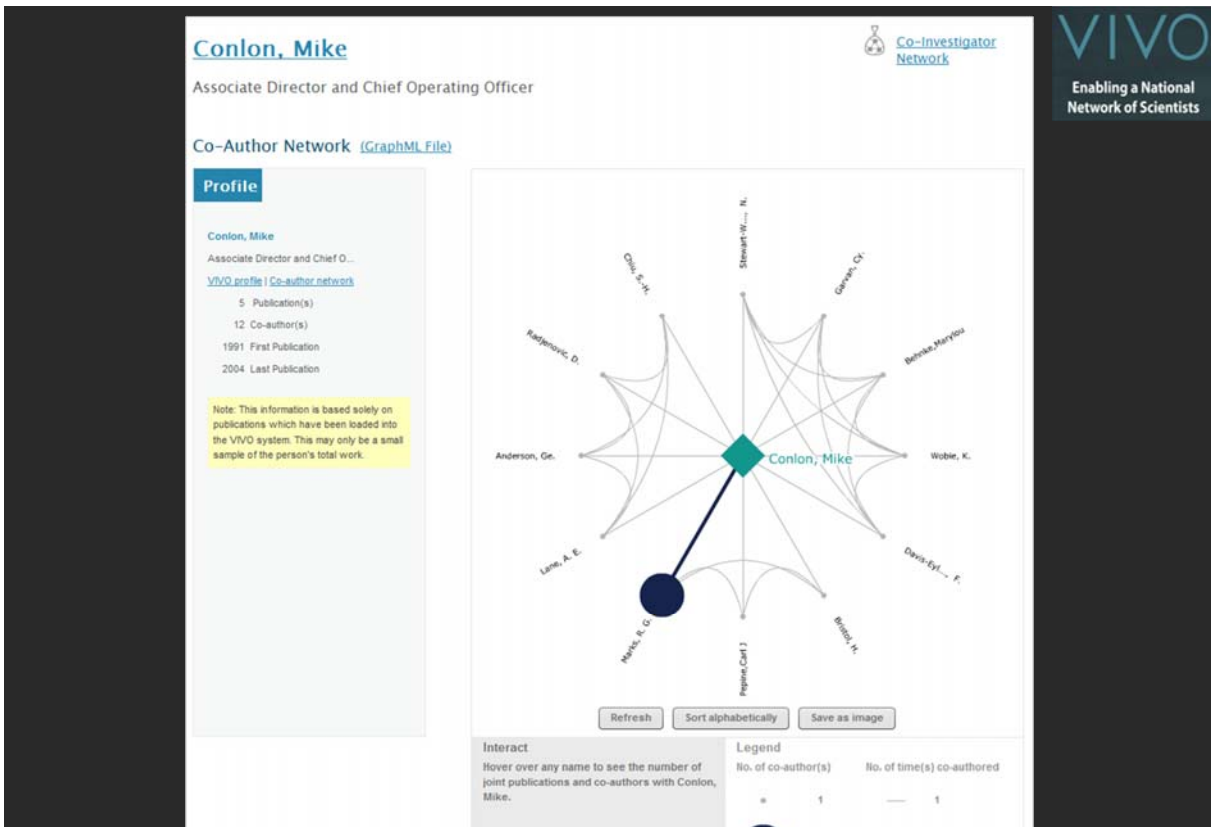 Conlon, Mike
Co-Investigator
Network
VIVO
Enabling a National
Network of Scientists
Associate Director and Chief Operating Officer
Co-Author Network (GraphML File)
Profile
Conlon, Mike
Associate Director and Chief O...
VIVO profile | Co-author network
5 Publication(s)
12 Co-author(s)
1991 First Publication
2004 Last Publication
Note: This information is based solely on
publications which have been loaded into
the VIVO system. This may only be a small
sample of the person's total work.
Stewart-W..., N.
Garvan, Cy.
Behnke,Marylou
Wobie, K.
Davis-Eyl..., F.
Bristol, H.
Pepine,Carl J
Marks, R. G.
Lane, A. E.
Anderson, Ge.
Radjenovic, D.
Chiu, S.-H.
Conlon, Mike
Refresh
Sort alphabetically
Save as image
Interact
Hover over any name to see the number of
joint publications and co-authors with Conlon,
Mike.
Legend
No. of co-author(s) No. of time(s) co-authored
1 1